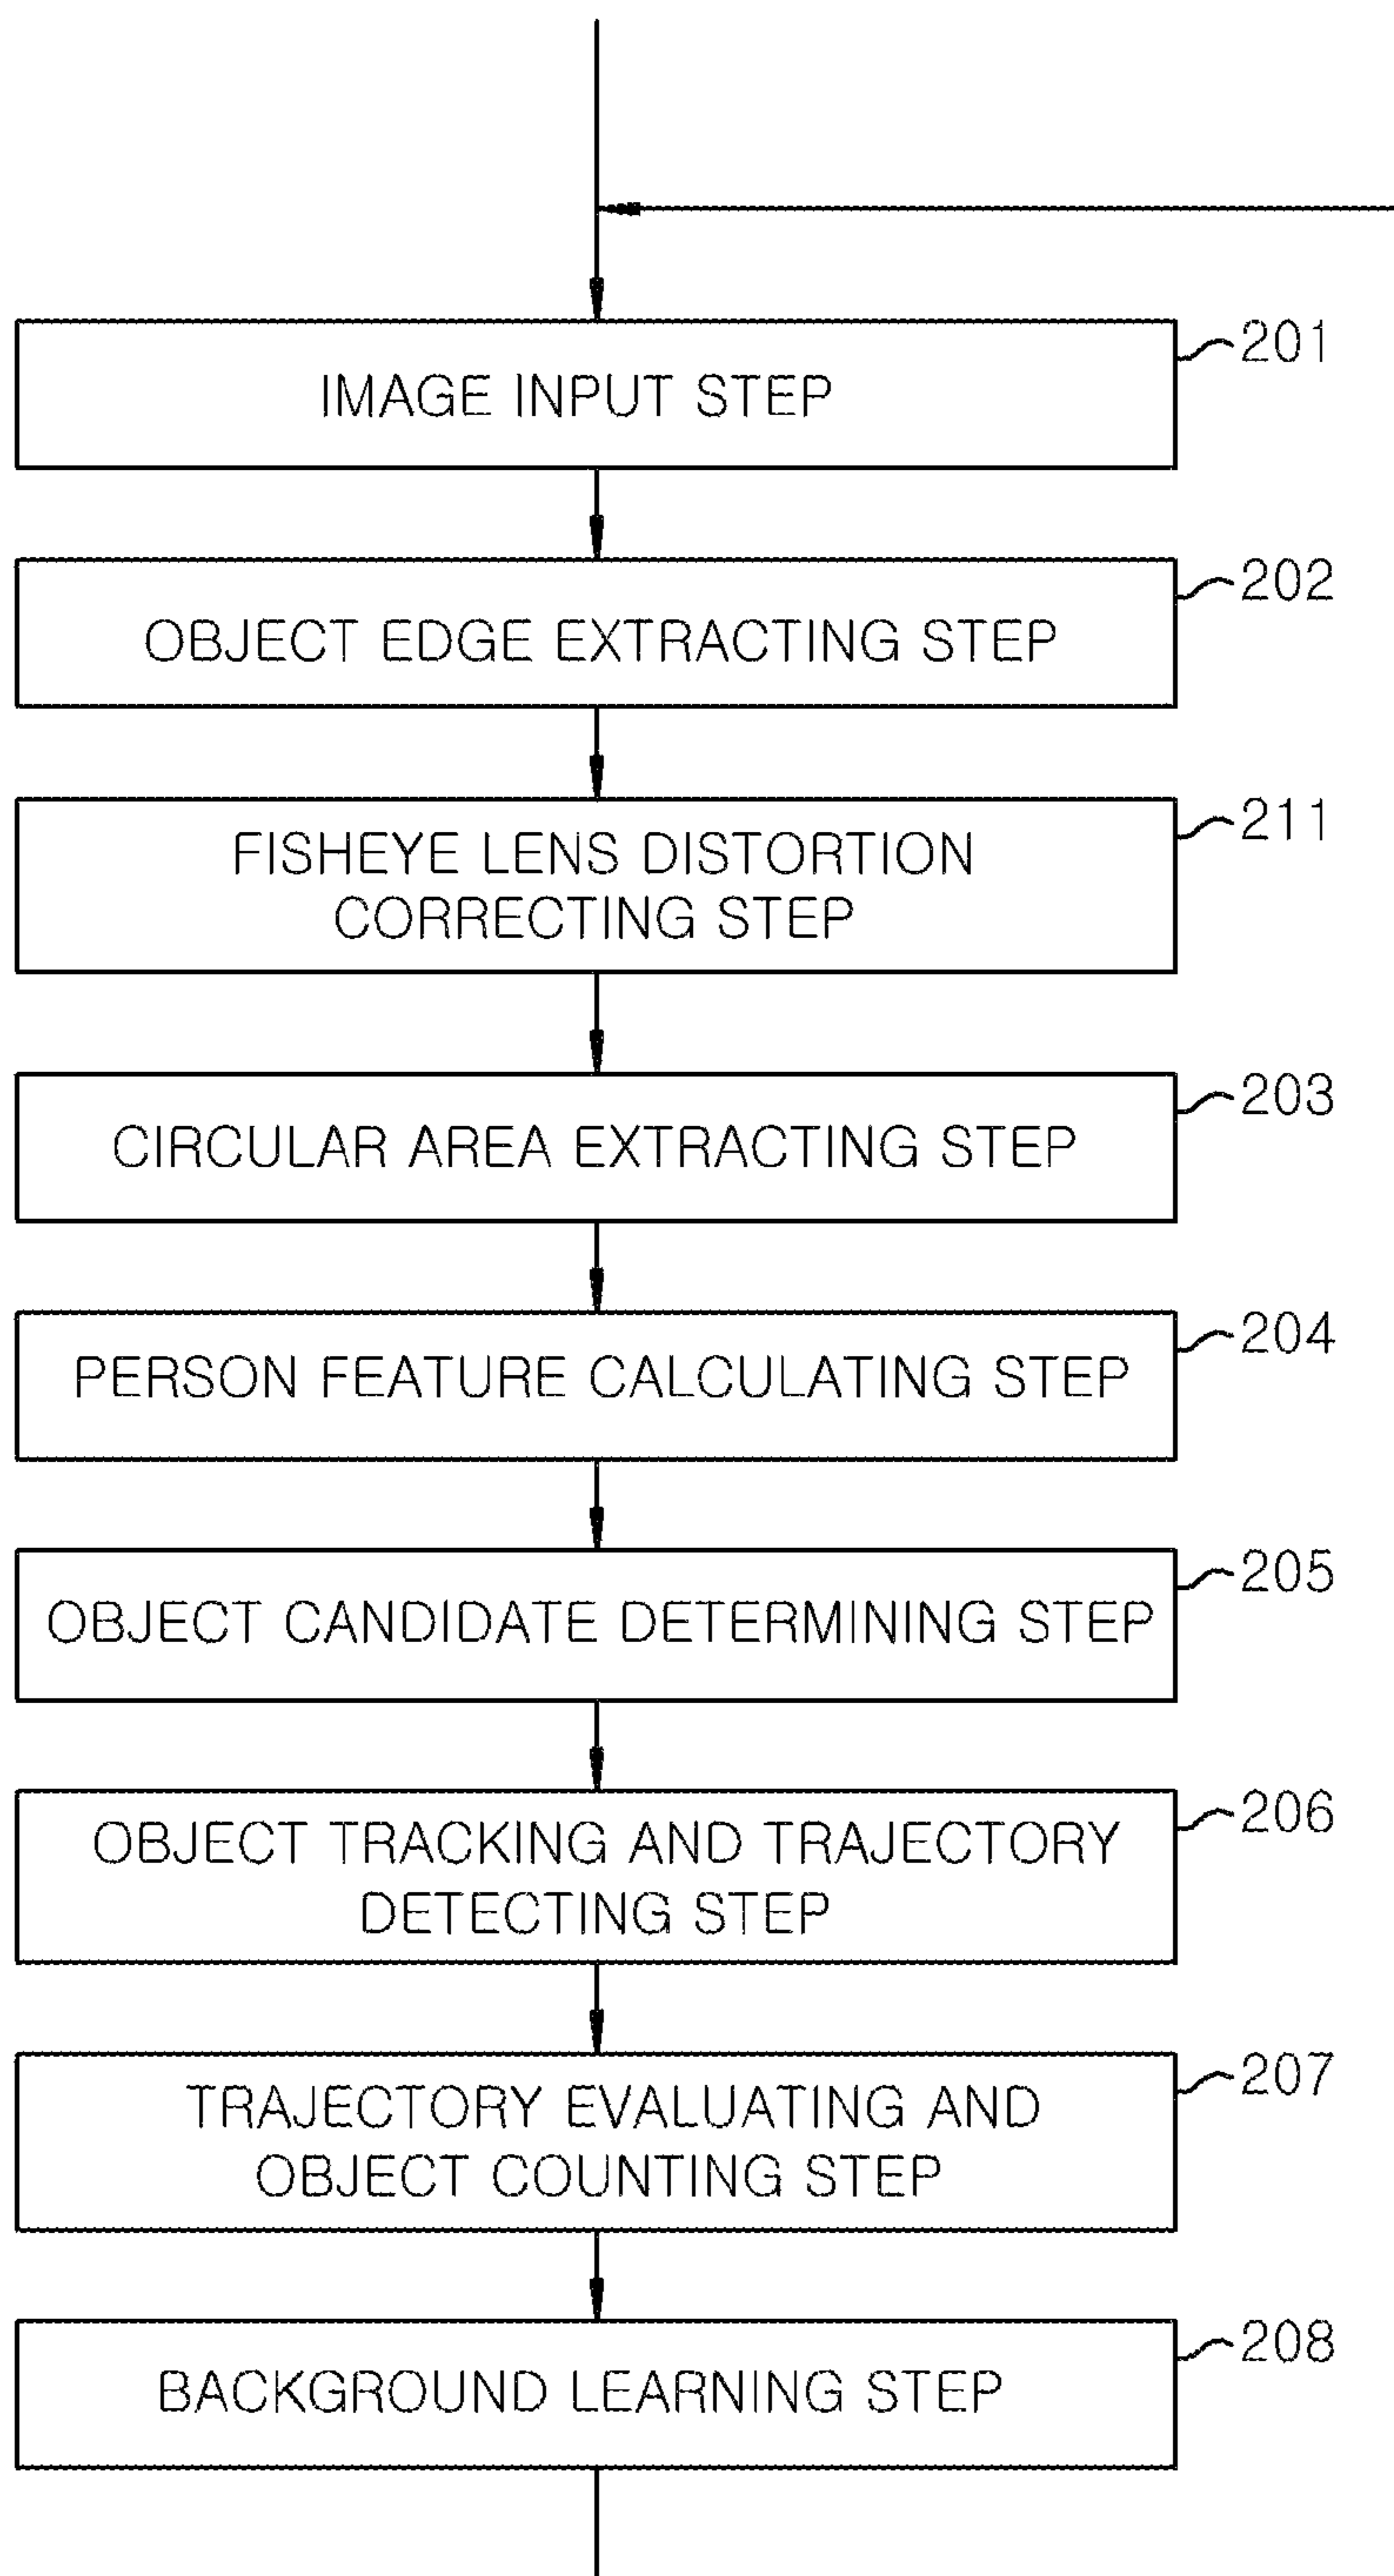 201
IMAGE INPUT STEP
202
OBJECT EDGE EXTRACTING STEP
211
FISHEYE LENS DISTORTION
CORRECTING STEP
203
CIRCULAR AREA EXTRACTING STEP
204
PERSON FEATURE CALCULATING STEP
205
OBJECT CANDIDATE DETERMINING STEP
206
OBJECT TRACKING AND TRAJECTORY
DETECTING STEP
207
TRAJECTORY EVALUATING AND
OBJECT COUNTING STEP
208
BACKGROUND LEARNING STEP